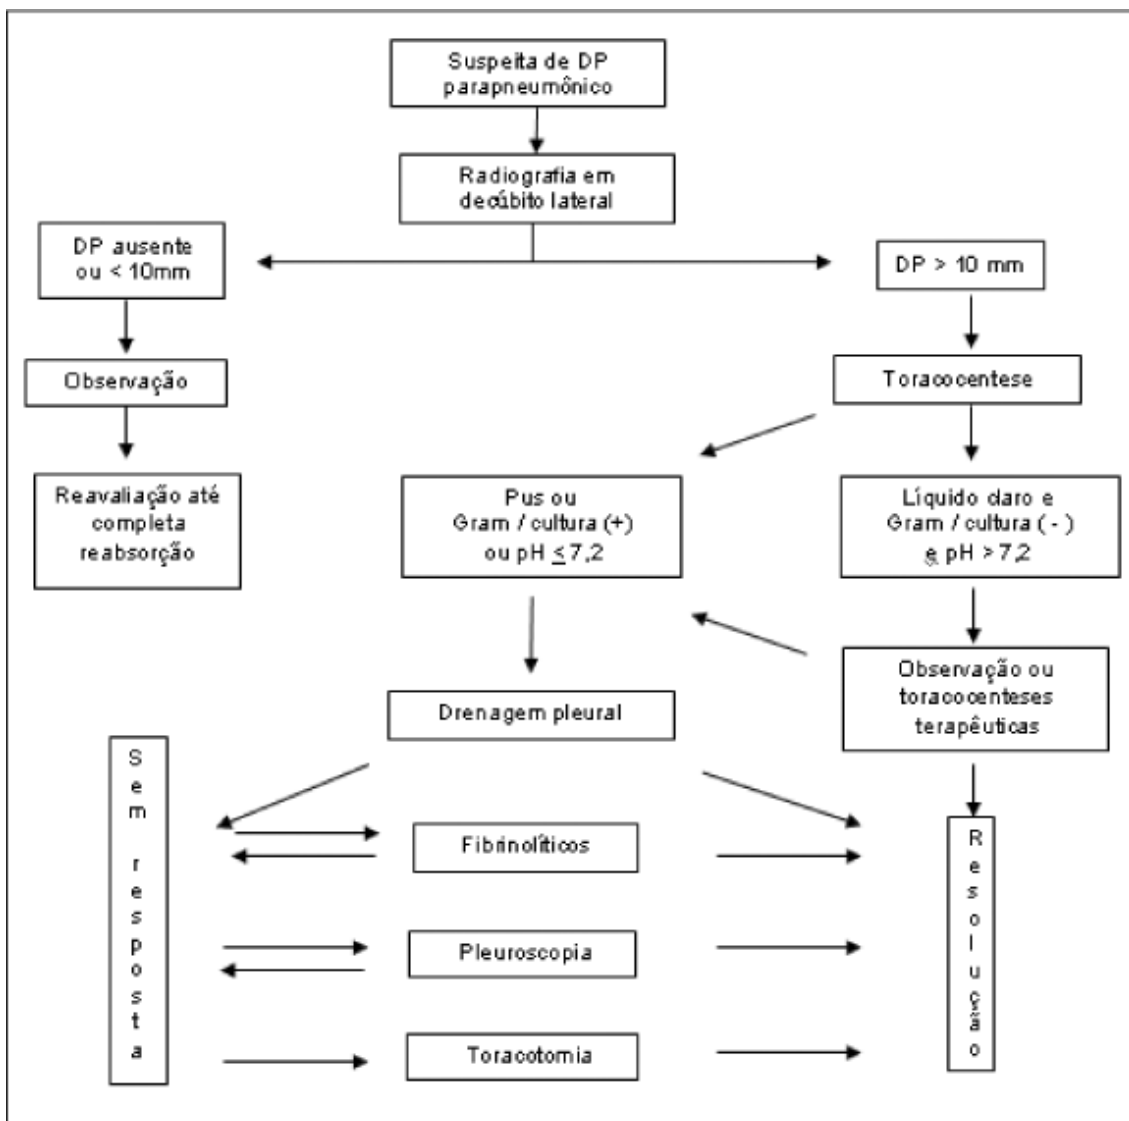 Suspeita de DP
parapneumônico
Radiografia em
decúbito lateral
DP ausente
ou < 10mm
DP > 10 mm
Observação
Toracocentese
Reavaliação até
completa
reabsorção
Pus ou
Gram / cultura (+)
ou pH ≤ 7,2
Líquido claro e
Gram / cultura ( - )
e pH > 7,2
Drenagem pleural
Observação ou
toracocenteses
terapêuticas
Sem resposta
Fibrinolíticos
Pleuroscopia
Toracotomia
Resolução